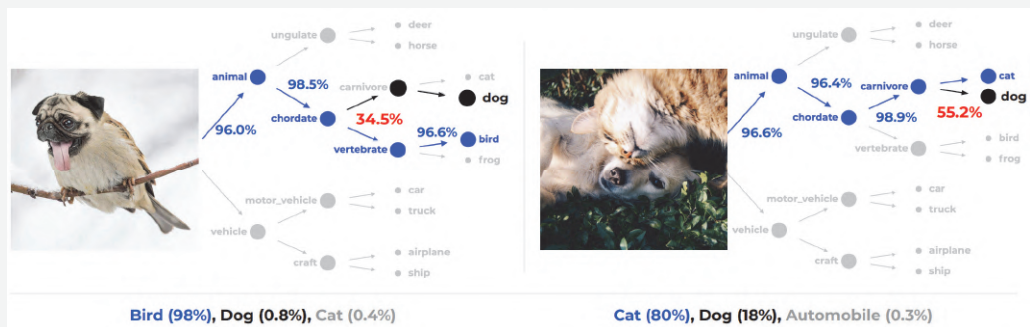 deer
ungulate
horse
animal
98.5%
carnivore
cat
dog
chordate
34.5%
96.0%
96.6%
bird
vertebrate
frog
car
motor_vehicle
truck
vehicle
airplane
craft
ship
Bird (98%), Dog (0.8%), Cat (0.4%)
deer
ungulate
horse
animal
96.4%
carnivore
cat
dog
chordate
98.9%
55.2%
96.6%
bird
vertebrate
frog
car
motor_vehicle
truck
vehicle
airplane
craft
ship
Cat (80%), Dog (18%), Automobile (0.3%)